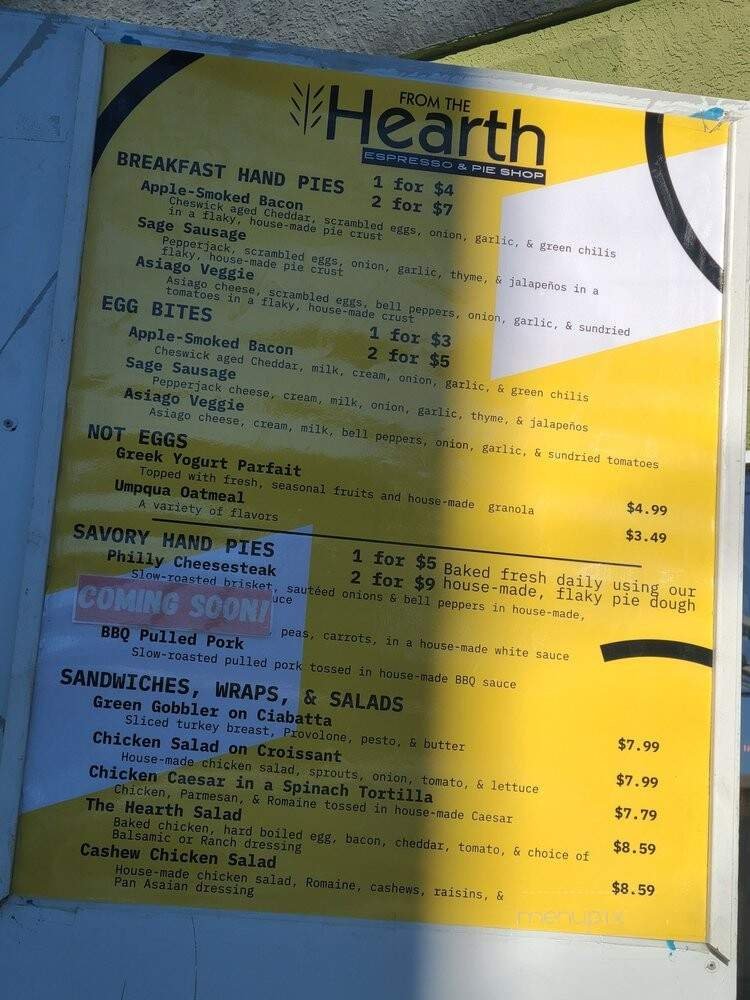 FROM THE
Hearth
ESPRESSO & PIE SHOP
BREAKFAST HAND PIES 1 for $4
2 for $7
Apple-Smoked Bacon
Cheswick aged Cheddar, scrambled eggs, onion, garlic, & green chilis
in a flaky, house-made pie crust
Sage Sausage
Pepperjack, scrambled eggs, onion, garlic, thyme, & jalapeños in a
flaky, house-made pie crust
Asiago Veggie
Asiago cheese, scrambled eggs, bell peppers, onion, garlic, & sundried
tomatoes in a flaky, house-made crust
EGG BITES 1 for $3
2 for $5
Apple-Smoked Bacon
Cheswick aged Cheddar, milk, cream, onion, garlic, & green chilis
Sage Sausage
Pepperjack cheese, cream, milk, onion, garlic, thyme, & jalapeños
Asiago Veggie
Asiago cheese, cream, milk, bell peppers, onion, garlic, & sundried tomatoes
NOT EGGS
Greek Yogurt Parfait $4.99
Topped with fresh, seasonal fruits and house-made granola
Umpqua Oatmeal $3.49
A variety of flavors
SAVORY HAND PIES 1 for $5
2 for $9
Baked fresh daily using our
house-made, flaky pie dough
Philly Cheesesteak
Slow-roasted brisket, sautéed onions & bell peppers in house-made,
uce
COMING SOON!
peas, carrots, in a house-made white sauce
BBQ Pulled Pork
Slow-roasted pulled pork tossed in house-made BBQ sauce
SANDWICHES, WRAPS, & SALADS
Green Gobbler on Ciabatta $7.99
Sliced turkey breast, Provolone, pesto, & butter
Chicken Salad on Croissant $7.99
House-made chicken salad, sprouts, onion, tomato, & lettuce
Chicken Caesar in a Spinach Tortilla $7.79
Chicken, Parmesan, & Romaine tossed in house-made Caesar
The Hearth Salad $8.59
Baked chicken, hard boiled egg, bacon, cheddar, tomato, & choice of
Balsamic or Ranch dressing
Cashew Chicken Salad $8.59
House-made chicken salad, Romaine, cashews, raisins, &
Pan Asaian dressing
menupix